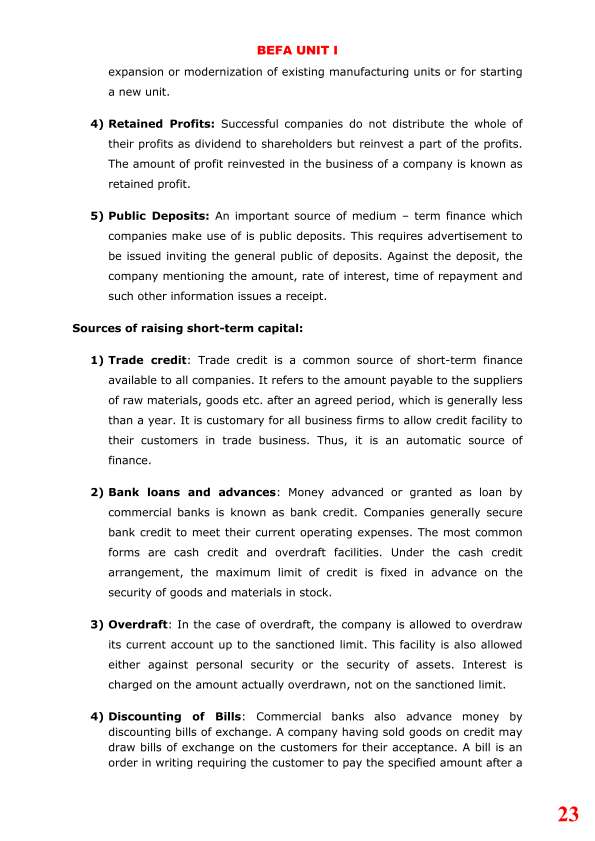 BEFA UNIT I
expansion or modernization of existing manufacturing units or for starting
a new unit.
4) Retained Profits: Successful companies do not distribute the whole of
their profits as dividend to shareholders but reinvest a part of the profits.
The amount of profit reinvested in the business of a company is known as
retained profit.
5) Public Deposits: An important source of medium – term finance which
companies make use of is public deposits. This requires advertisement to
be issued inviting the general public of deposits. Against the deposit, the
company mentioning the amount, rate of interest, time of repayment and
such other information issues a receipt.
Sources of raising short-term capital:
1) Trade credit: Trade credit is a common source of short-term finance
available to all companies. It refers to the amount payable to the suppliers
of raw materials, goods etc. after an agreed period, which is generally less
than a year. It is customary for all business firms to allow credit facility to
their customers in trade business. Thus, it is an automatic source of
finance.
2) Bank loans and advances: Money advanced or granted as loan by
commercial banks is known as bank credit. Companies generally secure
bank credit to meet their current operating expenses. The most common
forms are cash credit and overdraft facilities. Under the cash credit
arrangement, the maximum limit of credit is fixed in advance on the
security of goods and materials in stock.
3) Overdraft: In the case of overdraft, the company is allowed to overdraw
its current account up to the sanctioned limit. This facility is also allowed
either against personal security or the security of assets. Interest is
charged on the amount actually overdrawn, not on the sanctioned limit.
4) Discounting of Bills: Commercial banks also advance money by
discounting bills of exchange. A company having sold goods on credit may
draw bills of exchange on the customers for their acceptance. A bill is an
order in writing requiring the customer to pay the specified amount after a
23